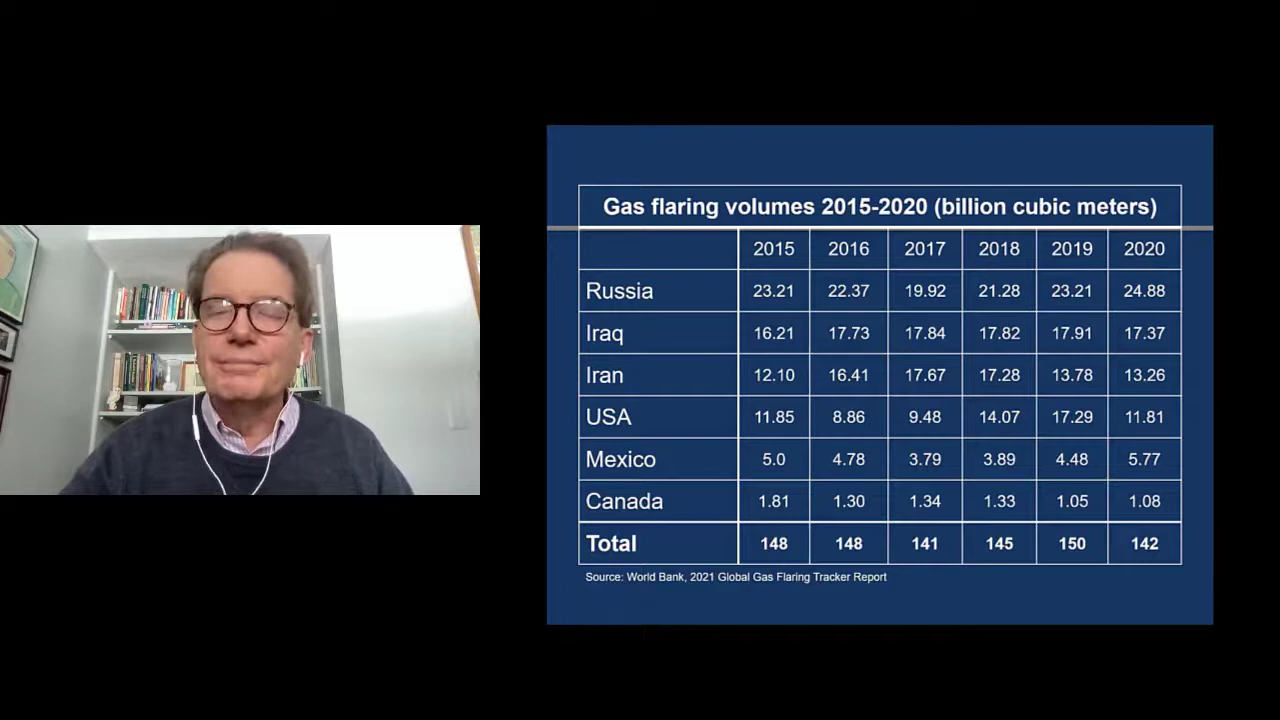 Gas flaring volumes 2015-2020 (billion cubic meters)
2015 2016 2017 2018 2019 2020
Russia 23.21 22.37 19.92 21.28 23.21 24.88
Iraq 16.21 17.73 17.84 17.82 17.91 17.37
Iran 12.10 16.41 17.67 17.28 13.78 13.26
USA 11.85 8.86 9.48 14.07 17.29 11.81
Mexico 5.0 4.78 3.79 3.89 4.48 5.77
Canada 1.81 1.30 1.34 1.33 1.05 1.08
Total 148 148 141 145 150 142
Source: World Bank, 2021 Global Gas Flaring Tracker Report